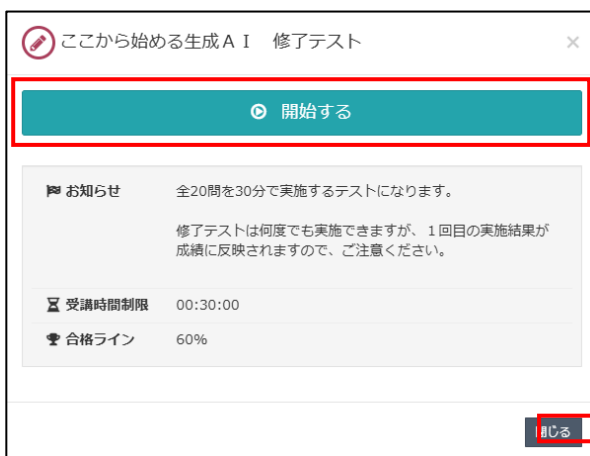 ここから始める生成ＡＩ　修了テスト
×
開始する
お知らせ
全20問を30分で実施するテストになります。
修了テストは何度でも実施できますが、１回目の実施結果が
成績に反映されますので、ご注意ください。
受講時間制限
00:30:00
合格ライン
60%
閉じる